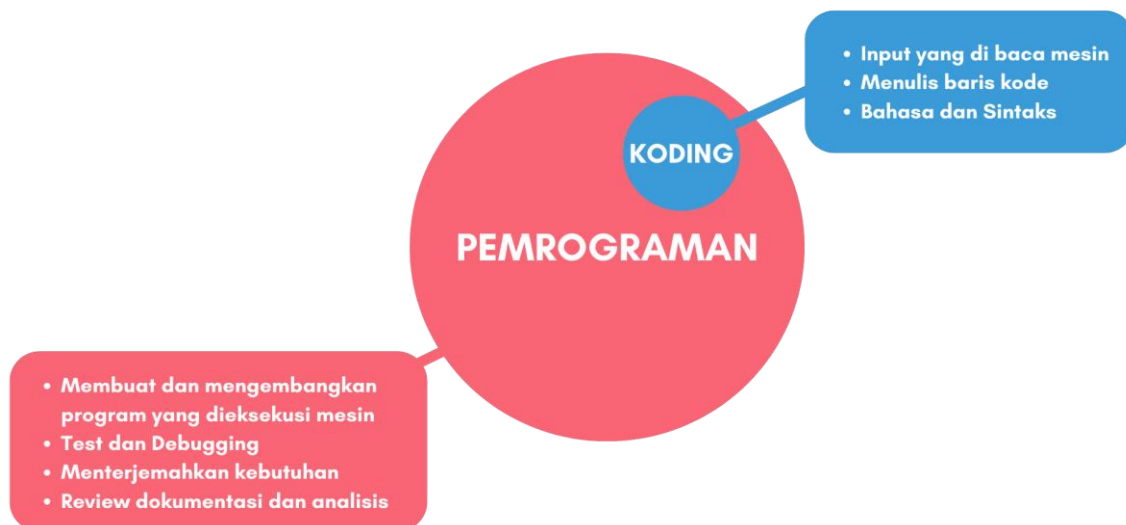 • Input yang di baca mesin
• Menulis baris kode
• Bahasa dan Sintaks
KODING
PEMROGRAMAN
• Membuat dan mengembangkan
program yang dieksekusi mesin
• Test dan Debugging
• Menterjemahkan kebutuhan
• Review dokumentasi dan analisis